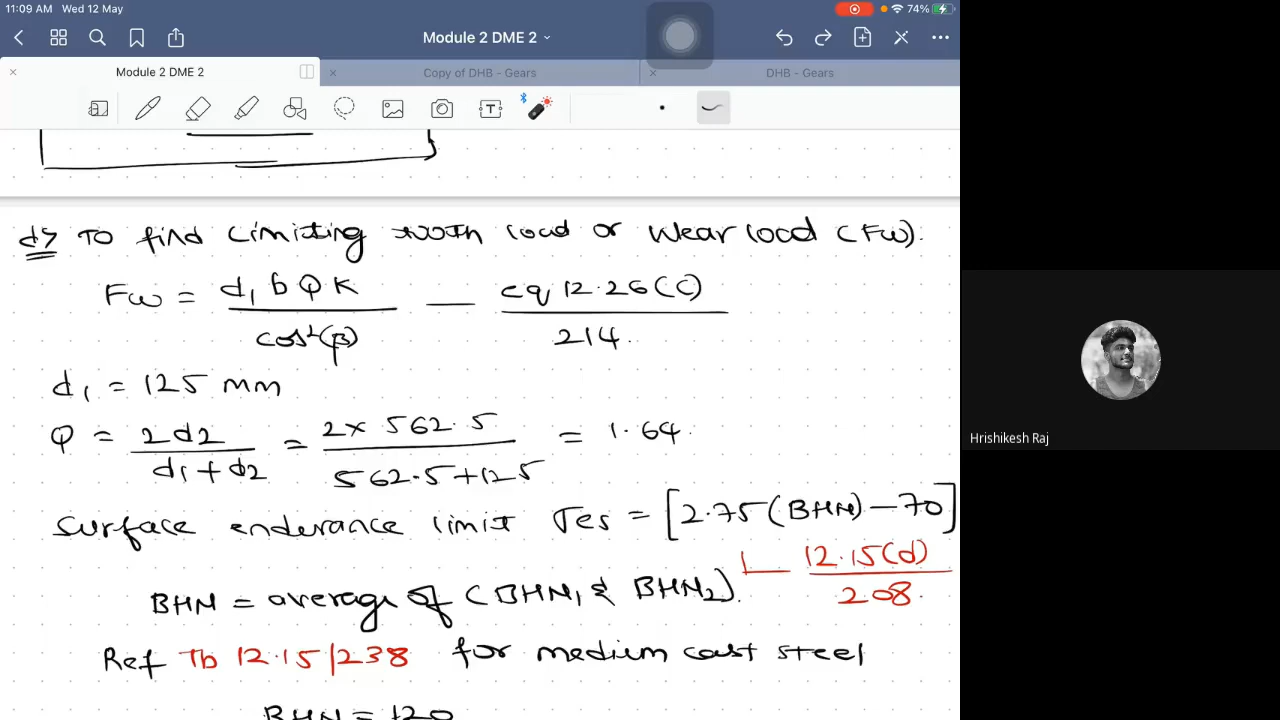 11:09 AM Wed 12 May
74%
Module 2 DME 2
Module 2 DME 2
Copy of DHB - Gears
DHB - Gears
d> To find Limiting tooth load or Wear load (Fw).
Fw = d1 b Q K / cos²(β) — eq 12.26(C) / 214.
d1 = 125 mm
Q = 2d2 / d1 + d2 = 2 x 562.5 / 562.5 + 125 = 1.64.
surface endurance limit σes = [2.75(BHN) - 70]
12.15(d) / 208
BHN = average of (BHN1 & BHN2).
Ref Tb 12.15/238 for medium cast steel
BHN = 120
Hrishikesh Raj